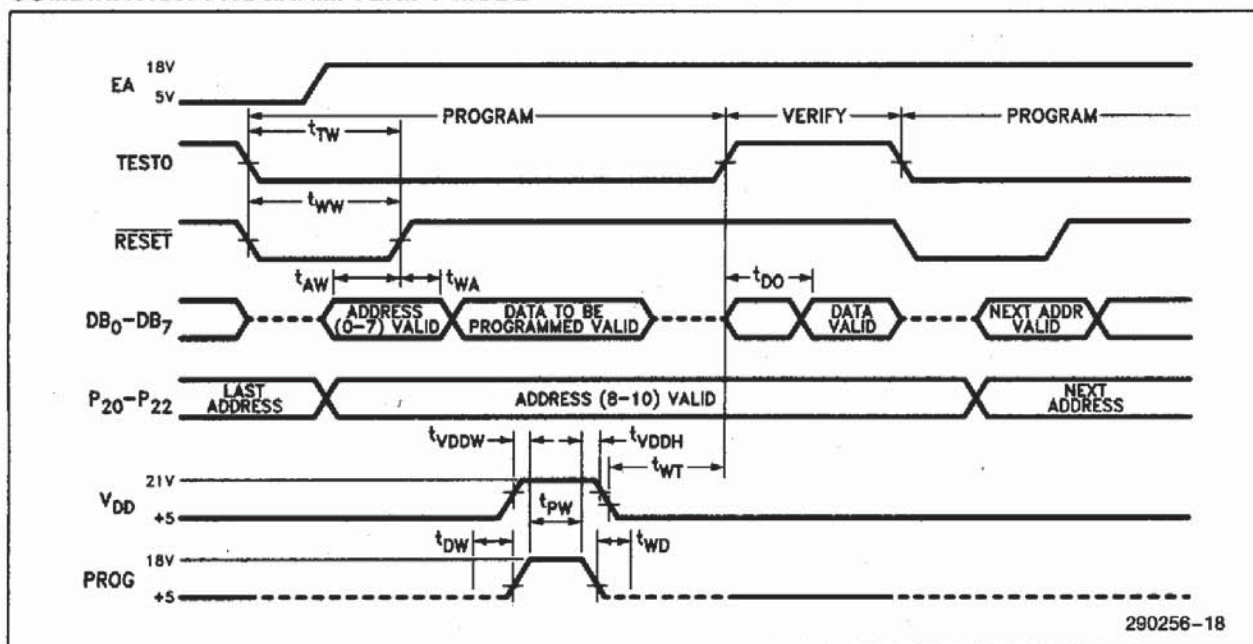 18V
EA
5V
PROGRAM
VERIFY
PROGRAM
tTW
TEST0
tWW
RESET
tAW
tWA
tDO
DB0-DB7
ADDRESS
(0-7) VALID
DATA TO BE
PROGRAMMED VALID
DATA
VALID
NEXT ADDR
VALID
P20-P22
LAST
ADDRESS
ADDRESS (8-10) VALID
NEXT
ADDRESS
tVDDW
tVDDH
tWT
21V
VDD
+5
tPW
tDW
tWD
18V
PROG
+5
290256-18